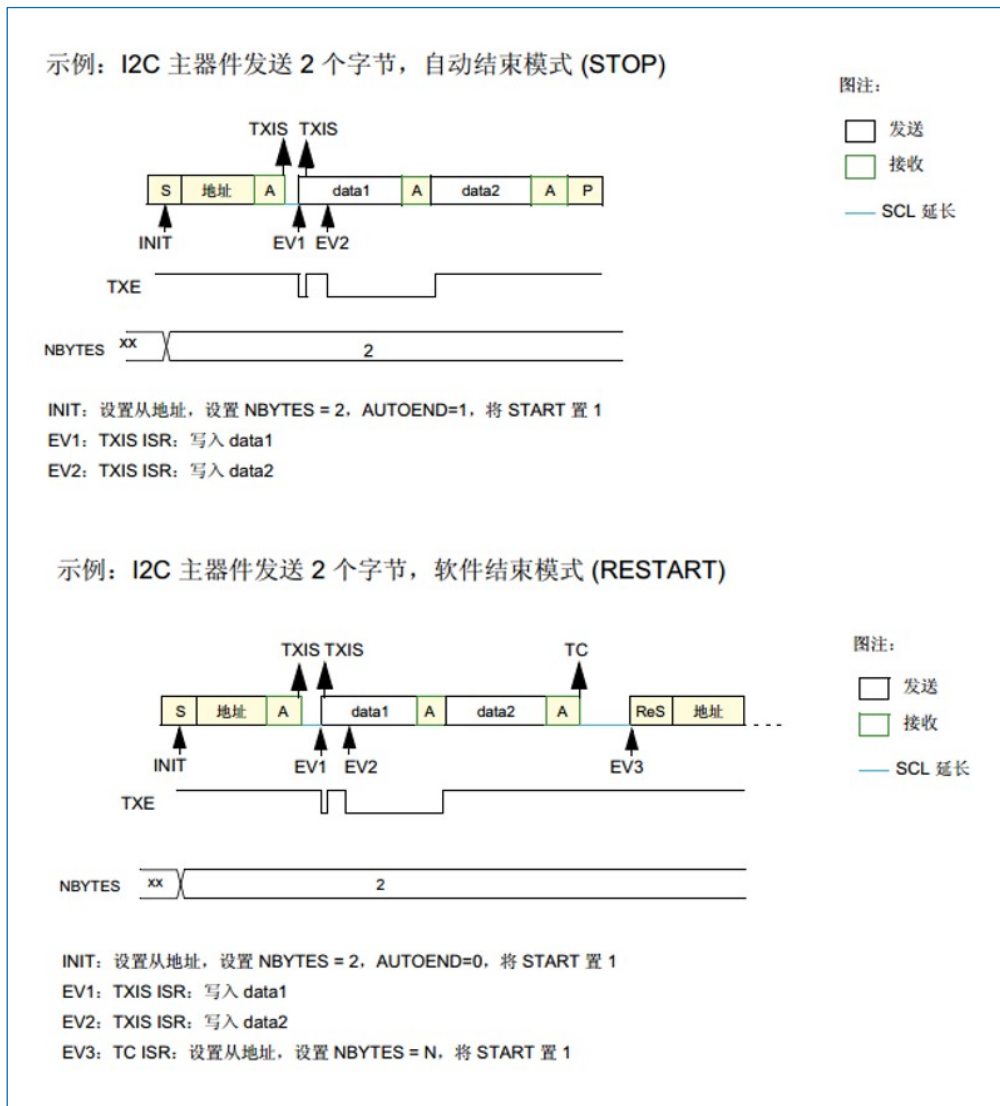 示例：I2C 主器件发送 2 个字节，自动结束模式 (STOP)
图注：
发送
接收
SCL 延长
TXIS TXIS
S 地址 A data1 A data2 A P
INIT EV1 EV2
TXE
NBYTES xx 2
INIT：设置从地址，设置 NBYTES = 2，AUTOEND=1，将 START 置 1
EV1：TXIS ISR：写入 data1
EV2：TXIS ISR：写入 data2
示例：I2C 主器件发送 2 个字节，软件结束模式 (RESTART)
图注：
发送
接收
SCL 延长
TXIS TXIS TC
S 地址 A data1 A data2 A ReS 地址
INIT EV1 EV2 EV3
TXE
NBYTES xx 2
INIT：设置从地址，设置 NBYTES = 2，AUTOEND=0，将 START 置 1
EV1：TXIS ISR：写入 data1
EV2：TXIS ISR：写入 data2
EV3：TC ISR：设置从地址，设置 NBYTES = N，将 START 置 1